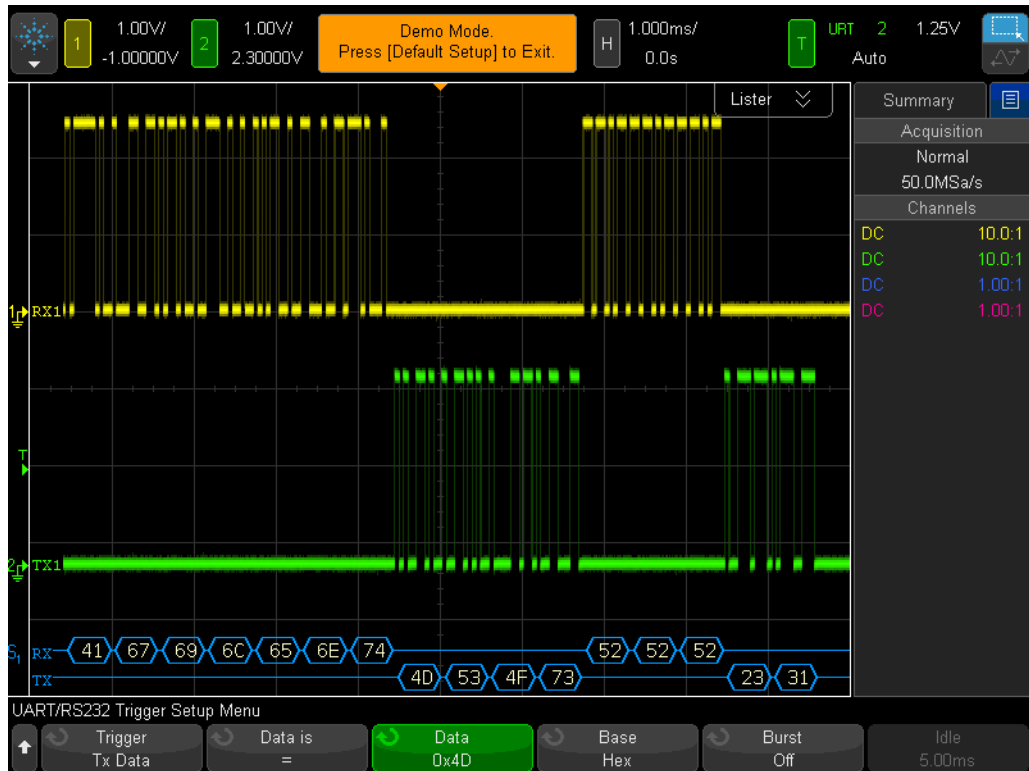 1 1.00V/ 2 1.00V/ Demo Mode. H 1.000ms/ T URT 2 1.25V
-1.00000V 2.30000V Press [Default Setup] to Exit. 0.0s Auto
Lister Summary
Acquisition
Normal
50.0MSa/s
Channels
DC 10.0:1
DC 10.0:1
DC 1.00:1
DC 1.00:1
1 RX1
T
2 TX1
S1 RX 41 67 69 6C 65 6E 74 52 52 52
TX 4D 53 4F 73 23 31
UART/RS232 Trigger Setup Menu
Trigger Data is Data Base Burst Idle
Tx Data = 0x4D Hex Off 5.00ms